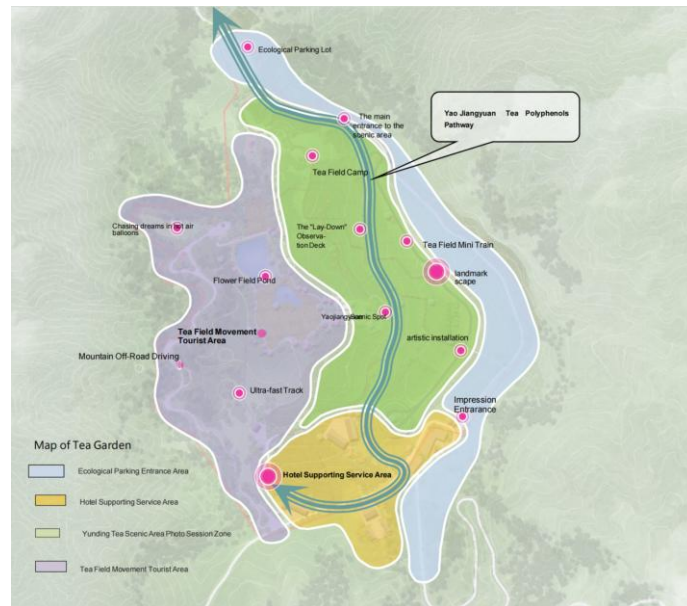 Ecological Parking Lot
The main
entrance to the
scenic area
Yao Jiangyuan Tea Polyphenols
Pathway
Tea Field Camp
Chasing dreams in hot air
balloons
The "Lay-Down"
Observa-
tion Deck
Tea Field Mini Train
landmark
scape
Flower Field Pond
Yaojiangyuan Scenic Spot
Tea Field Movement
Tourist Area
artistic installation
Mountain Off-Road Driving
Ultra-fast Track
Impression
Entrarance
Map of Tea Garden
Ecological Parking Entrance Area
Hotel Supporting Service Area
Hotel Supporting Service Area
Yunding Tea Scenic Area Photo Session Zone
Tea Field Movement Tourist Area